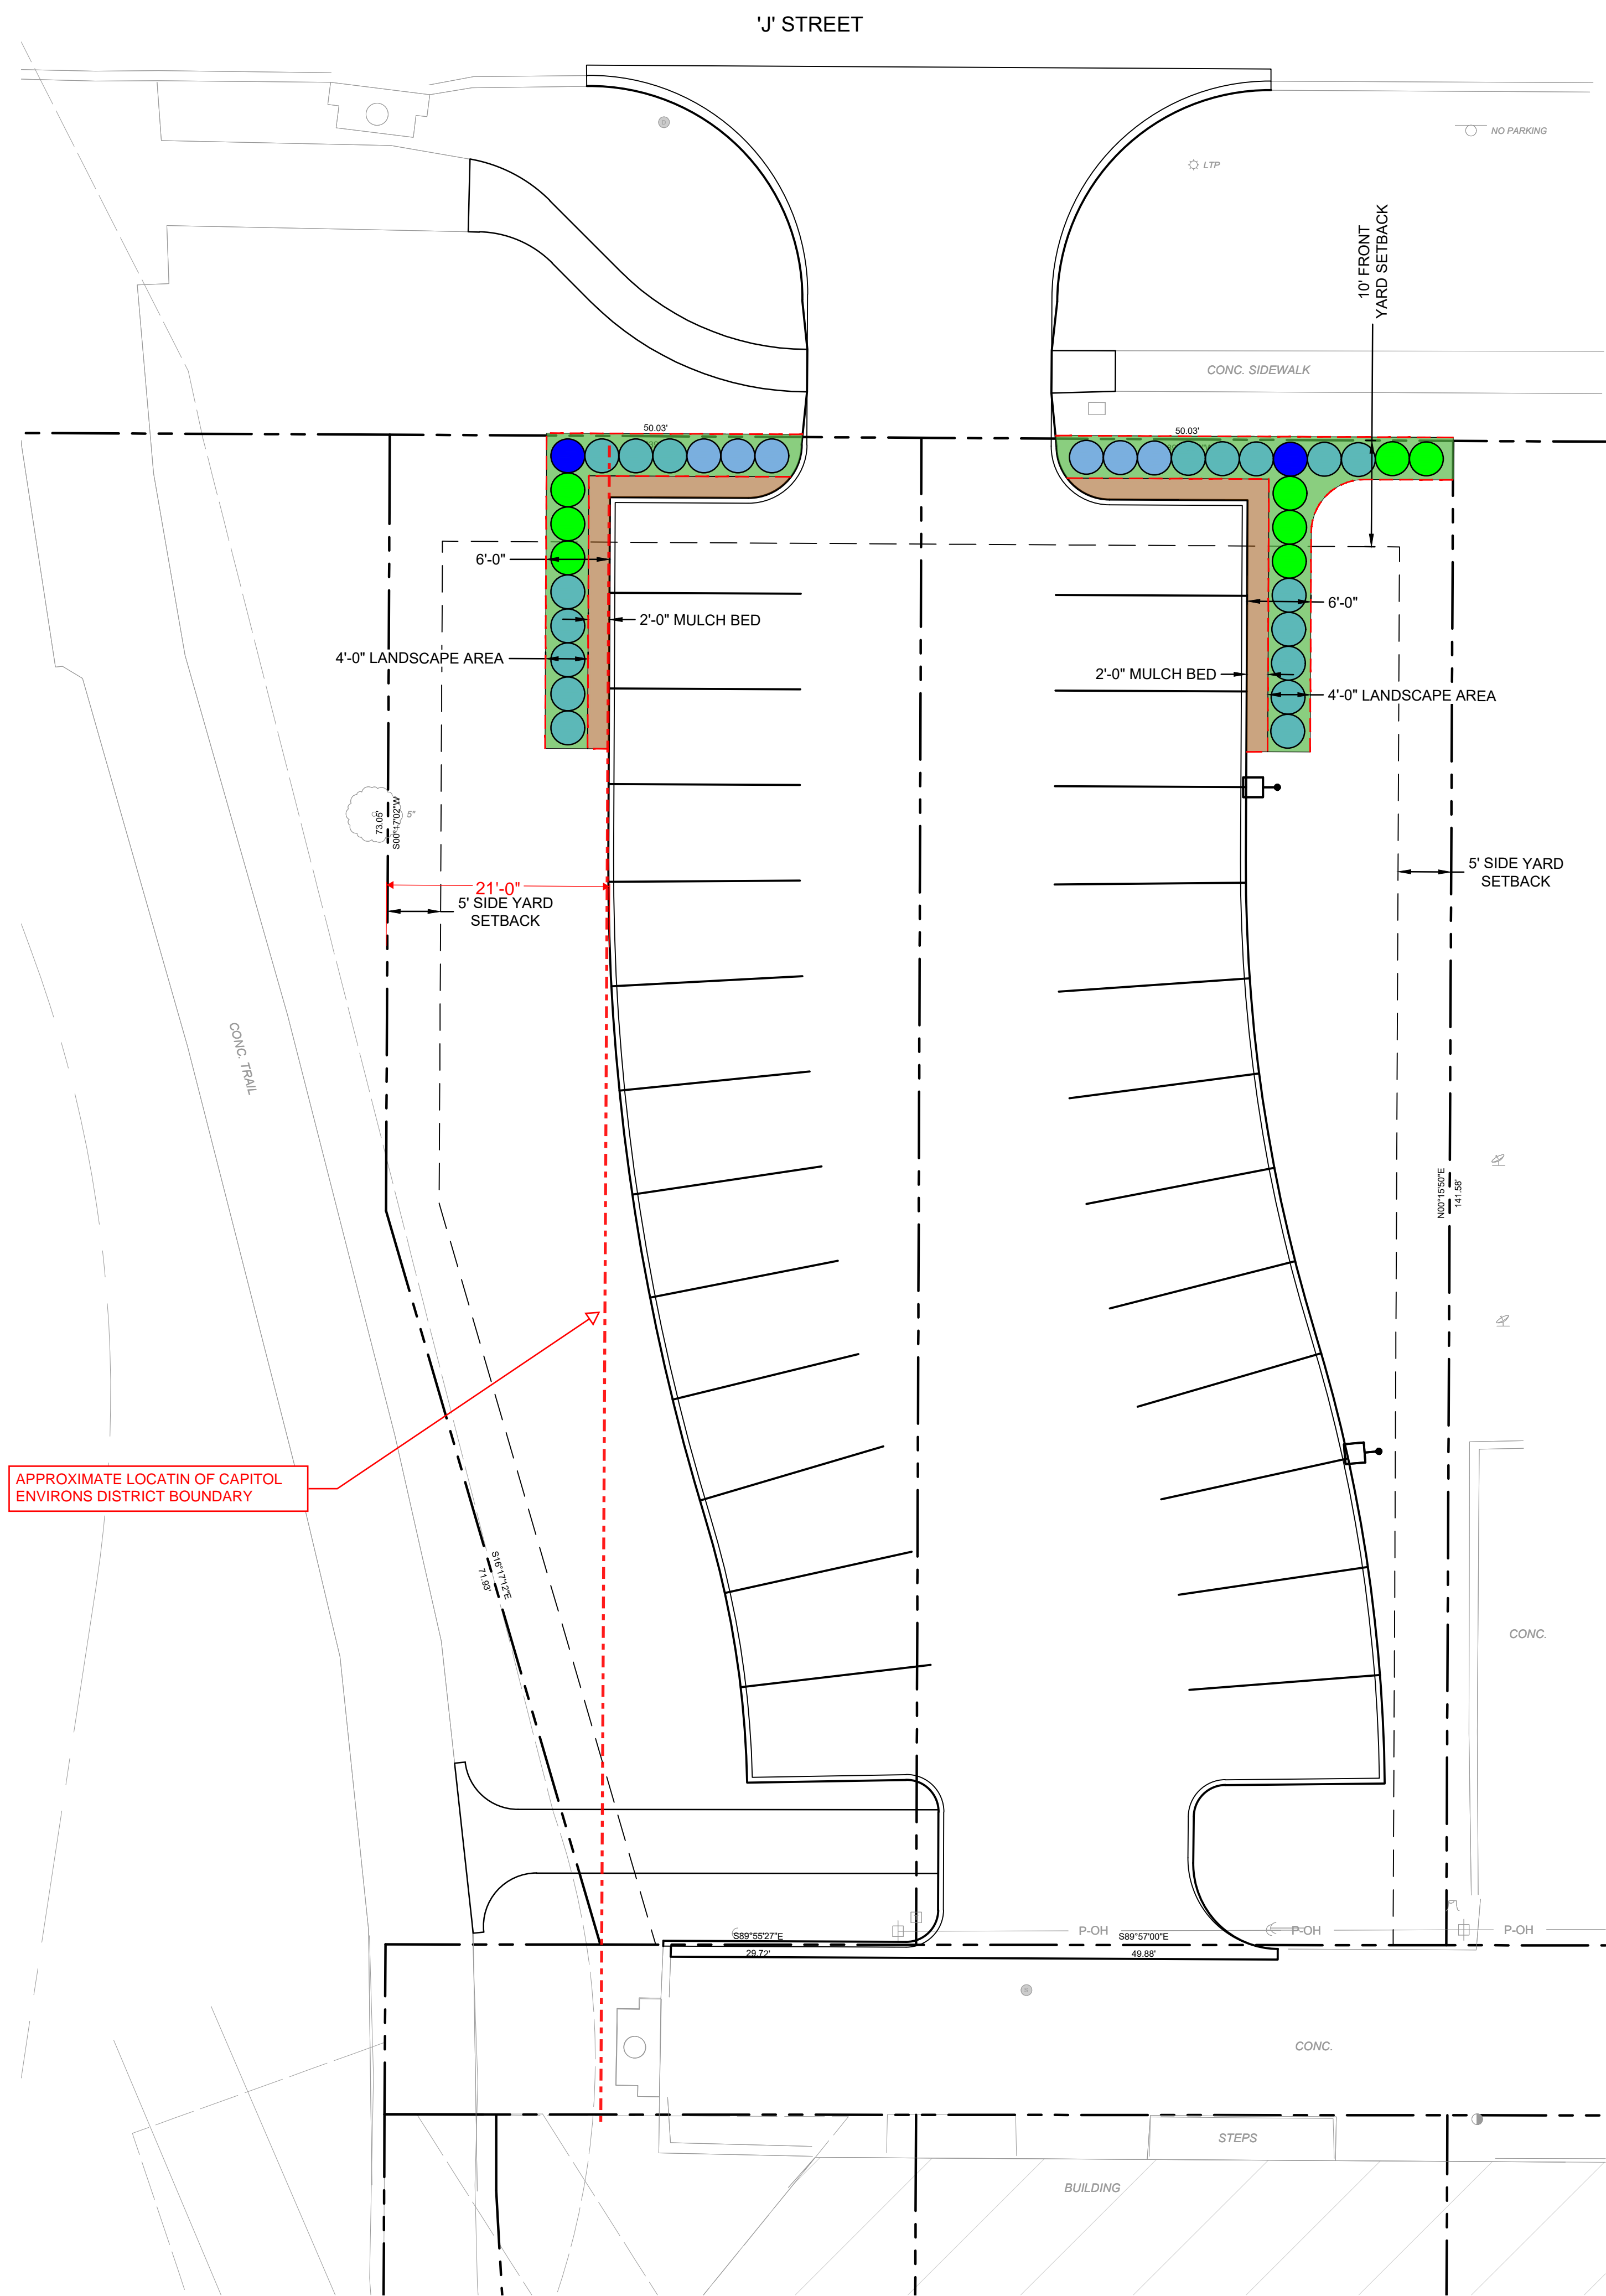 'J' STREET
NO PARKING
LTP
10' FRONT
YARD SETBACK
CONC. SIDEWALK
50.03'
50.03'
6'-0"
6'-0"
2'-0" MULCH BED
4'-0" LANDSCAPE AREA
2'-0" MULCH BED
4'-0" LANDSCAPE AREA
73.05'
S00°17'02"W
5"
21'-0"
5' SIDE YARD
SETBACK
5' SIDE YARD
SETBACK
CONC. TRAIL
N00°15'50"E
141.58'
APPROXIMATE LOCATIN OF CAPITOL
ENVIRONS DISTRICT BOUNDARY
S16°17'12"E
71.93'
CONC.
P-OH
P-OH
P-OH
S89°55'27"E
29.72'
S89°57'00"E
49.88'
CONC.
STEPS
BUILDING